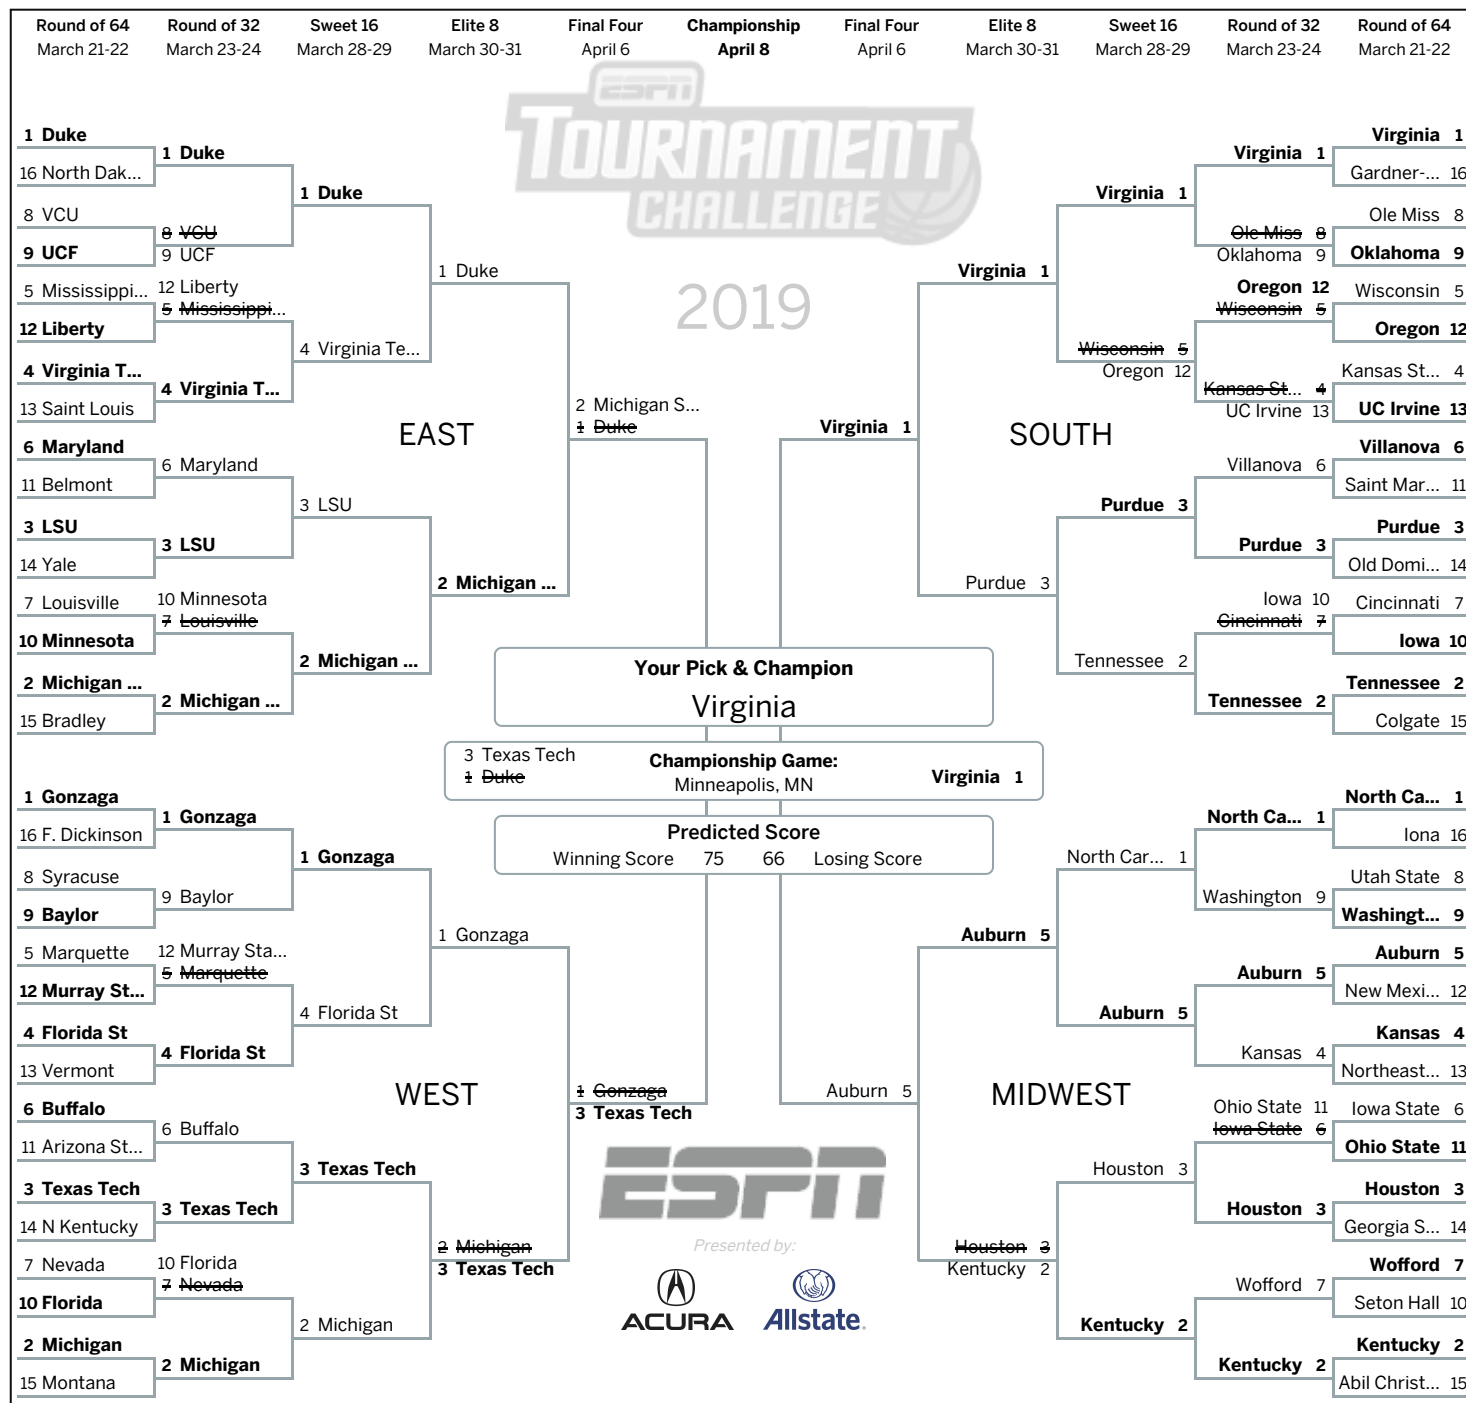 Round of 64 Round of 32 Sweet 16 Elite 8 Final Four Championship Final Four Elite 8 Sweet 16 Round of 32 Round of 64
March 21-22 March 23-24 March 28-29 March 30-31 April 6 April 8 April 6 March 30-31 March 28-29 March 23-24 March 21-22
ESPN
TOURNAMENT
CHALLENGE
2019
1 Duke
16 North Dak...
8 VCU
9 UCF
5 Mississippi...
12 Liberty
4 Virginia T...
13 Saint Louis
6 Maryland
11 Belmont
3 LSU
14 Yale
7 Louisville
10 Minnesota
2 Michigan ...
15 Bradley
1 Duke
8 VCU
9 UCF
12 Liberty
5 Mississippi...
4 Virginia T...
6 Maryland
3 LSU
10 Minnesota
7 Louisville
2 Michigan ...
1 Duke
4 Virginia Te...
3 LSU
2 Michigan ...
1 Duke
2 Michigan ...
2 Michigan S...
1 Duke
EAST
Virginia 1
Gardner-... 16
Ole Miss 8
Oklahoma 9
Wisconsin 5
Oregon 12
Kansas St... 4
UC Irvine 13
Villanova 6
Saint Mar... 11
Purdue 3
Old Domi... 14
Cincinnati 7
Iowa 10
Tennessee 2
Colgate 15
Virginia 1
Ole Miss 8
Oklahoma 9
Oregon 12
Wisconsin 5
Kansas St... 4
UC Irvine 13
Villanova 6
Purdue 3
Iowa 10
Cincinnati 7
Tennessee 2
Virginia 1
Wisconsin 5
Oregon 12
Purdue 3
Tennessee 2
Virginia 1
Purdue 3
Virginia 1
SOUTH
Your Pick & Champion
Virginia
3 Texas Tech
1 Duke
Championship Game:
Minneapolis, MN
Virginia 1
Predicted Score
Winning Score 75 66 Losing Score
1 Gonzaga
16 F. Dickinson
8 Syracuse
9 Baylor
5 Marquette
12 Murray St...
4 Florida St
13 Vermont
6 Buffalo
11 Arizona St...
3 Texas Tech
14 N Kentucky
7 Nevada
10 Florida
2 Michigan
15 Montana
1 Gonzaga
9 Baylor
12 Murray Sta...
5 Marquette
4 Florida St
6 Buffalo
3 Texas Tech
10 Florida
7 Nevada
2 Michigan
1 Gonzaga
4 Florida St
3 Texas Tech
2 Michigan
1 Gonzaga
2 Michigan
3 Texas Tech
1 Gonzaga
3 Texas Tech
WEST
North Ca... 1
Iona 16
Utah State 8
Washingt... 9
Auburn 5
New Mexi... 12
Kansas 4
Northeast... 13
Iowa State 6
Ohio State 11
Houston 3
Georgia S... 14
Wofford 7
Seton Hall 10
Kentucky 2
Abil Christ... 15
North Ca... 1
Washington 9
Auburn 5
Kansas 4
Ohio State 11
Iowa State 6
Houston 3
Wofford 7
Kentucky 2
North Car... 1
Auburn 5
Houston 3
Kentucky 2
Auburn 5
Houston 3
Kentucky 2
Auburn 5
MIDWEST
ESPN
Presented by:
ACURA
Allstate.